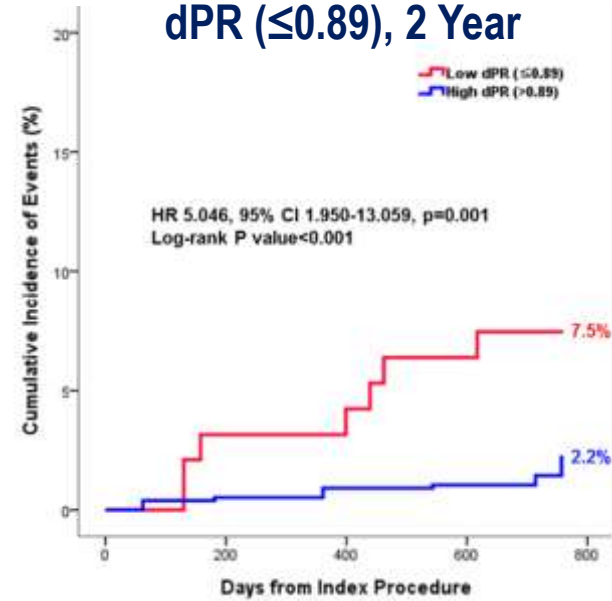 dPR (≤0.89), 2 Year
20
Low dPR (≤0.89)
High dPR (>0.89)
15
HR 5.046, 95% CI 1.950-13.059, p=0.001
Log-rank P value<0.001
10
7.5%
5
2.2%
0
0 200 400 600 800
Cumulative Incidence of Events (%)
Days from Index Procedure